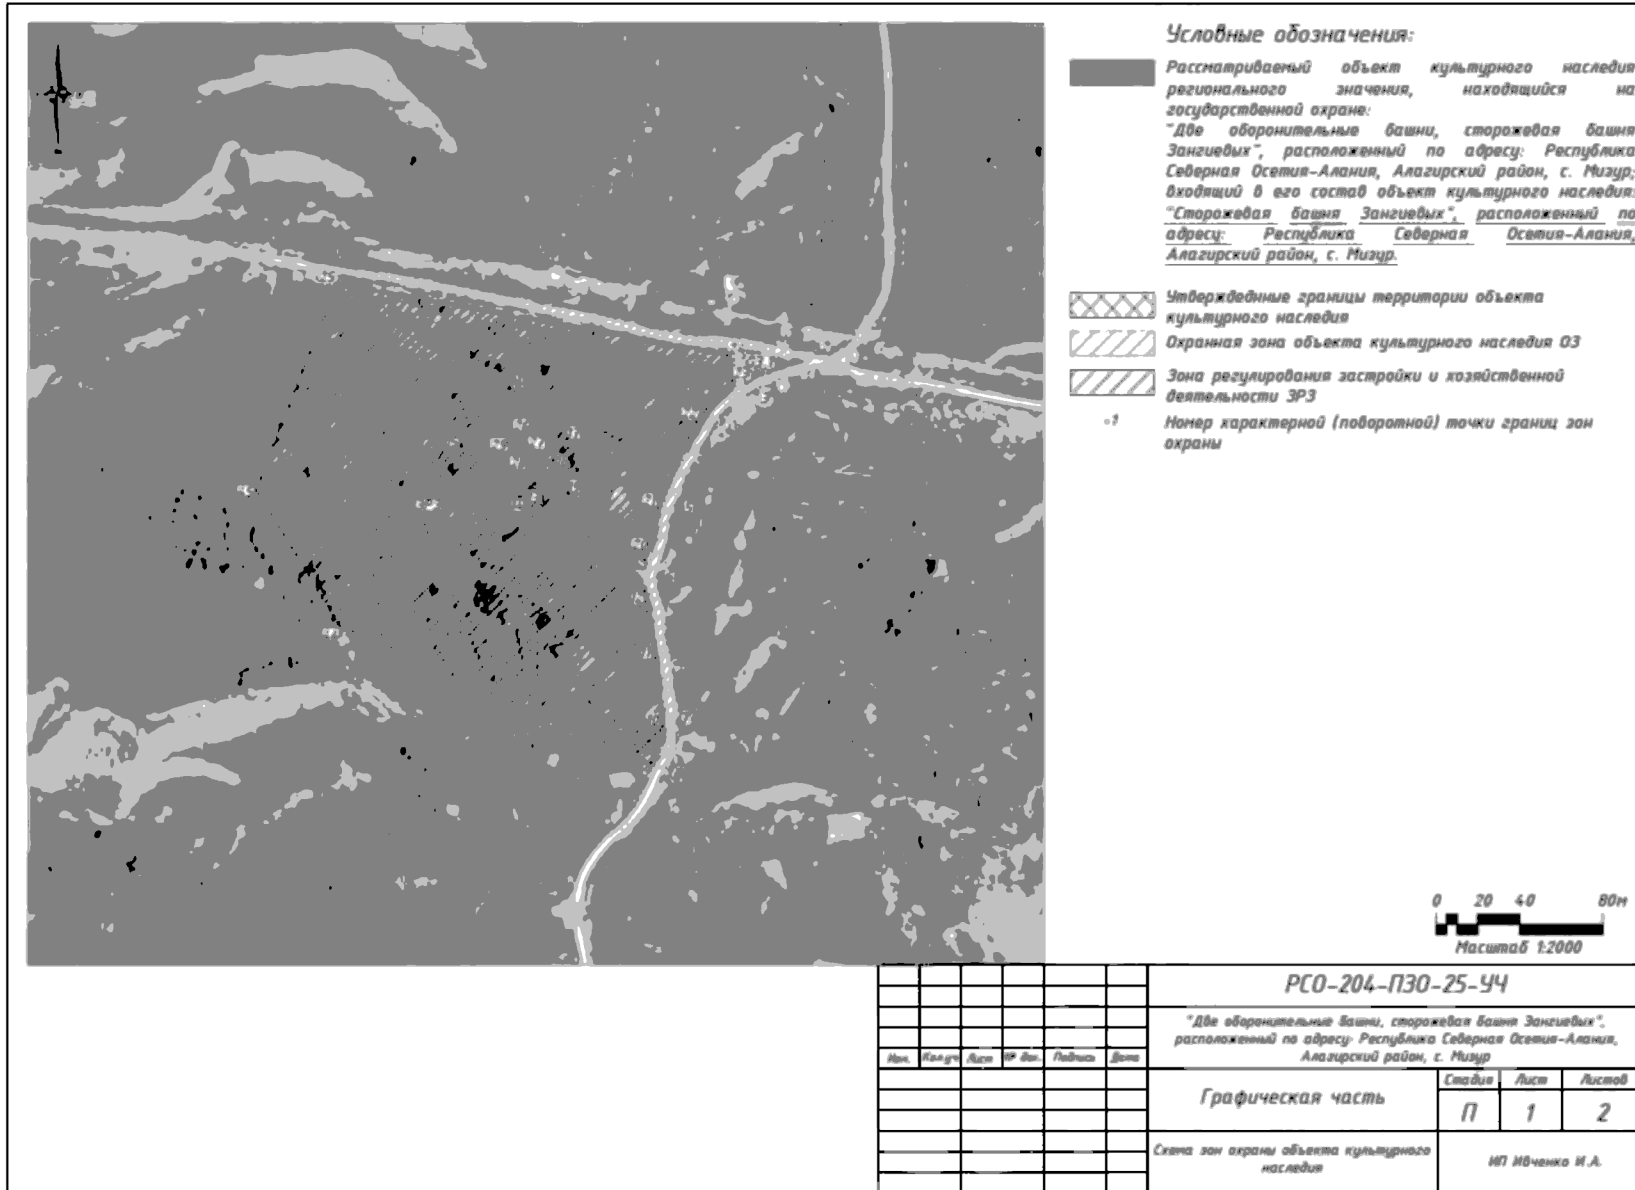 Условные обозначения:
Рассматриваемый объект культурного наследия
регионального значения, находящийся на
государственной охране:
"Две оборонительные башни, сторожевая башня
Зангиевых", расположенный по адресу: Республика
Северная Осетия-Алания, Алагирский район, с. Мизур;
входящий в его состав объект культурного наследия:
"Сторожевая башня Зангиевых", расположенный по
адресу: Республика Северная Осетия-Алания,
Алагирский район, с. Мизур.
Утверждеднные границы территории объекта
культурного наследия
Охранная зона объекта культурного наследия ОЗ
Зона регулирования застройки и хозяйственной
деятельности ЗРЗ
1 Номер характерной (поворотной) точки границ зон
охраны
0 20 40 80м
Масштаб 1:2000
РСО-204-ПЗО-25-УЧ
"Две оборонительные башни, сторожевая башня Зангиевых",
расположенный по адресу: Республика Северная Осетия-Алания,
Алагирский район, с. Мизур
Изм. Кол.уч Лист № док. Подпись Дата
Графическая часть
Стадия Лист Листов
П 1 2
Схема зон охраны объекта культурного
наследия
ИП Ивченко И.А.